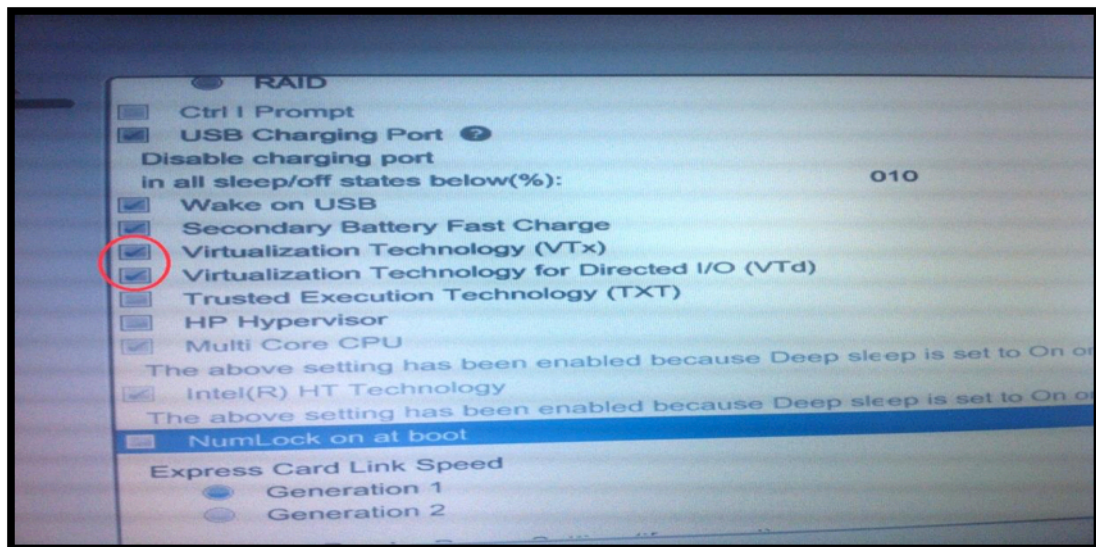 RAID
Ctrl I Prompt
USB Charging Port ?
Disable charging port
in all sleep/off states below(%): 010
Wake on USB
Secondary Battery Fast Charge
Virtualization Technology (VTx)
Virtualization Technology for Directed I/O (VTd)
Trusted Execution Technology (TXT)
HP Hypervisor
Multi Core CPU
The above setting has been enabled because Deep sleep is set to On or
Intel(R) HT Technology
The above setting has been enabled because Deep sleep is set to On or
NumLock on at boot
Express Card Link Speed
Generation 1
Generation 2